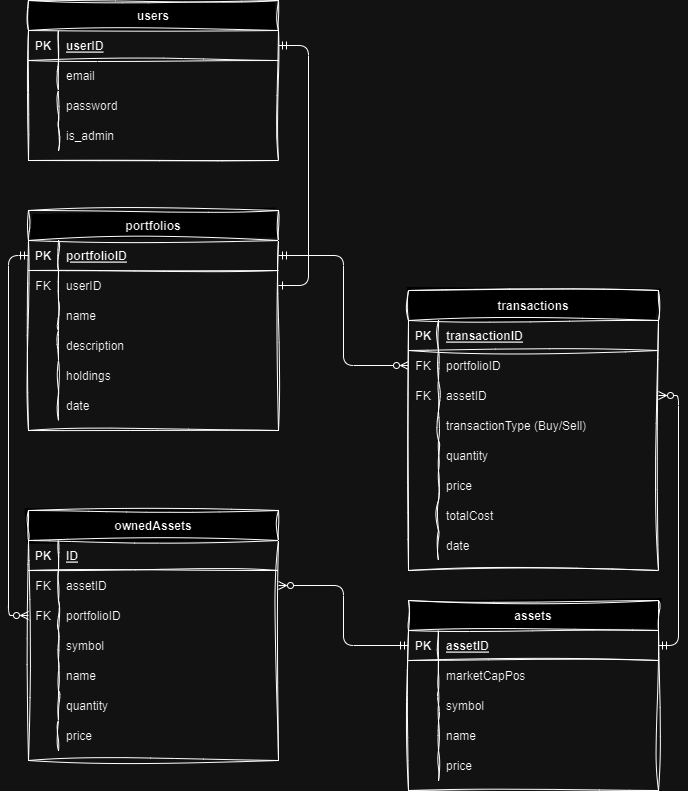 users
PK userID
email
password
is_admin
portfolios
PK portfolioID
FK userID
name
description
holdings
date
transactions
PK transactionID
FK portfolioID
FK assetID
transactionType (Buy/Sell)
quantity
price
totalCost
date
ownedAssets
PK ID
FK assetID
FK portfolioID
symbol
name
quantity
price
assets
PK assetID
marketCapPos
symbol
name
price